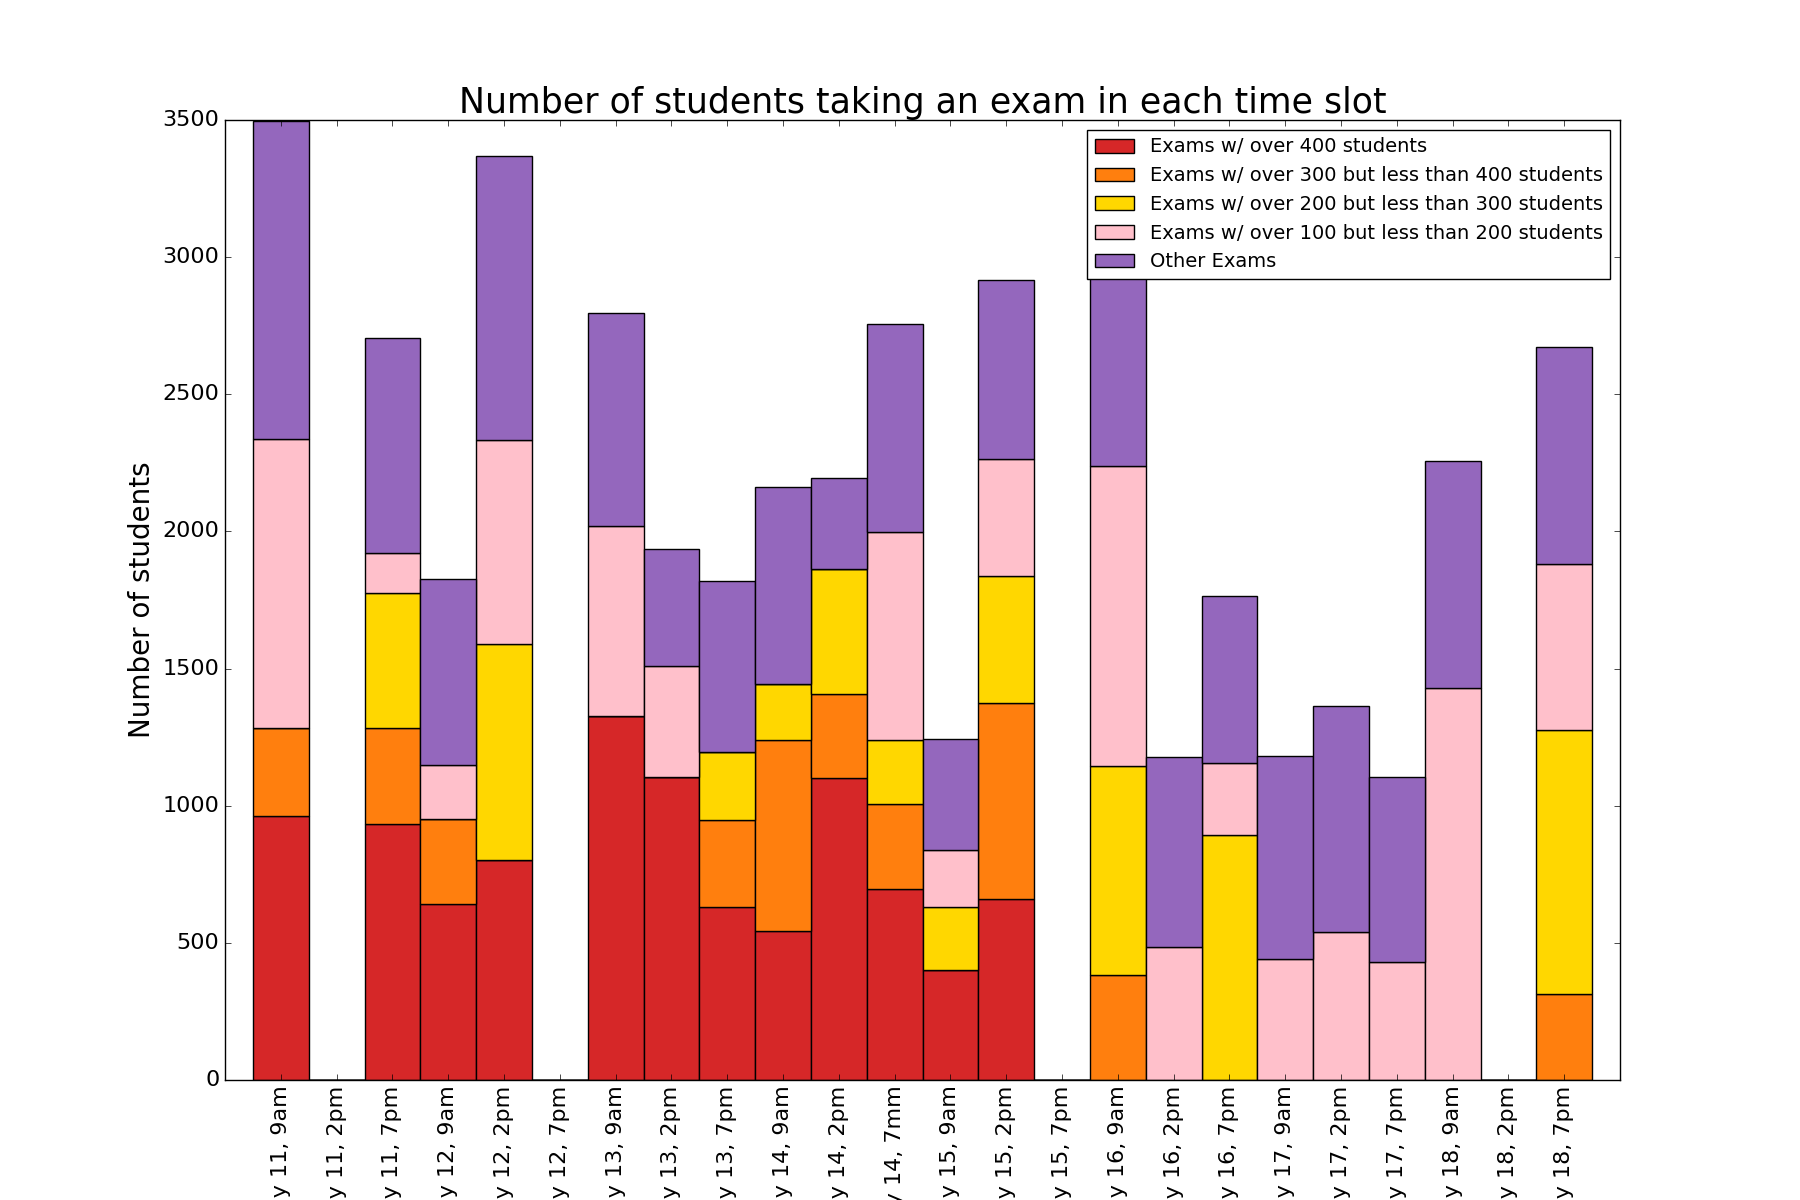 Number of students taking an exam in each time slot
Exams w/ over 400 students
Exams w/ over 300 but less than 400 students
Exams w/ over 200 but less than 300 students
Exams w/ over 100 but less than 200 students
Other Exams
Number of students
3500
3000
2500
2000
1500
1000
500
0
y 11, 9am
y 11, 2pm
y 11, 7pm
y 12, 9am
y 12, 2pm
y 12, 7pm
y 13, 9am
y 13, 2pm
y 13, 7pm
y 14, 9am
y 14, 2pm
y 14, 7mm
y 15, 9am
y 15, 2pm
y 15, 7pm
y 16, 9am
y 16, 2pm
y 16, 7pm
y 17, 9am
y 17, 2pm
y 17, 7pm
y 18, 9am
y 18, 2pm
y 18, 7pm